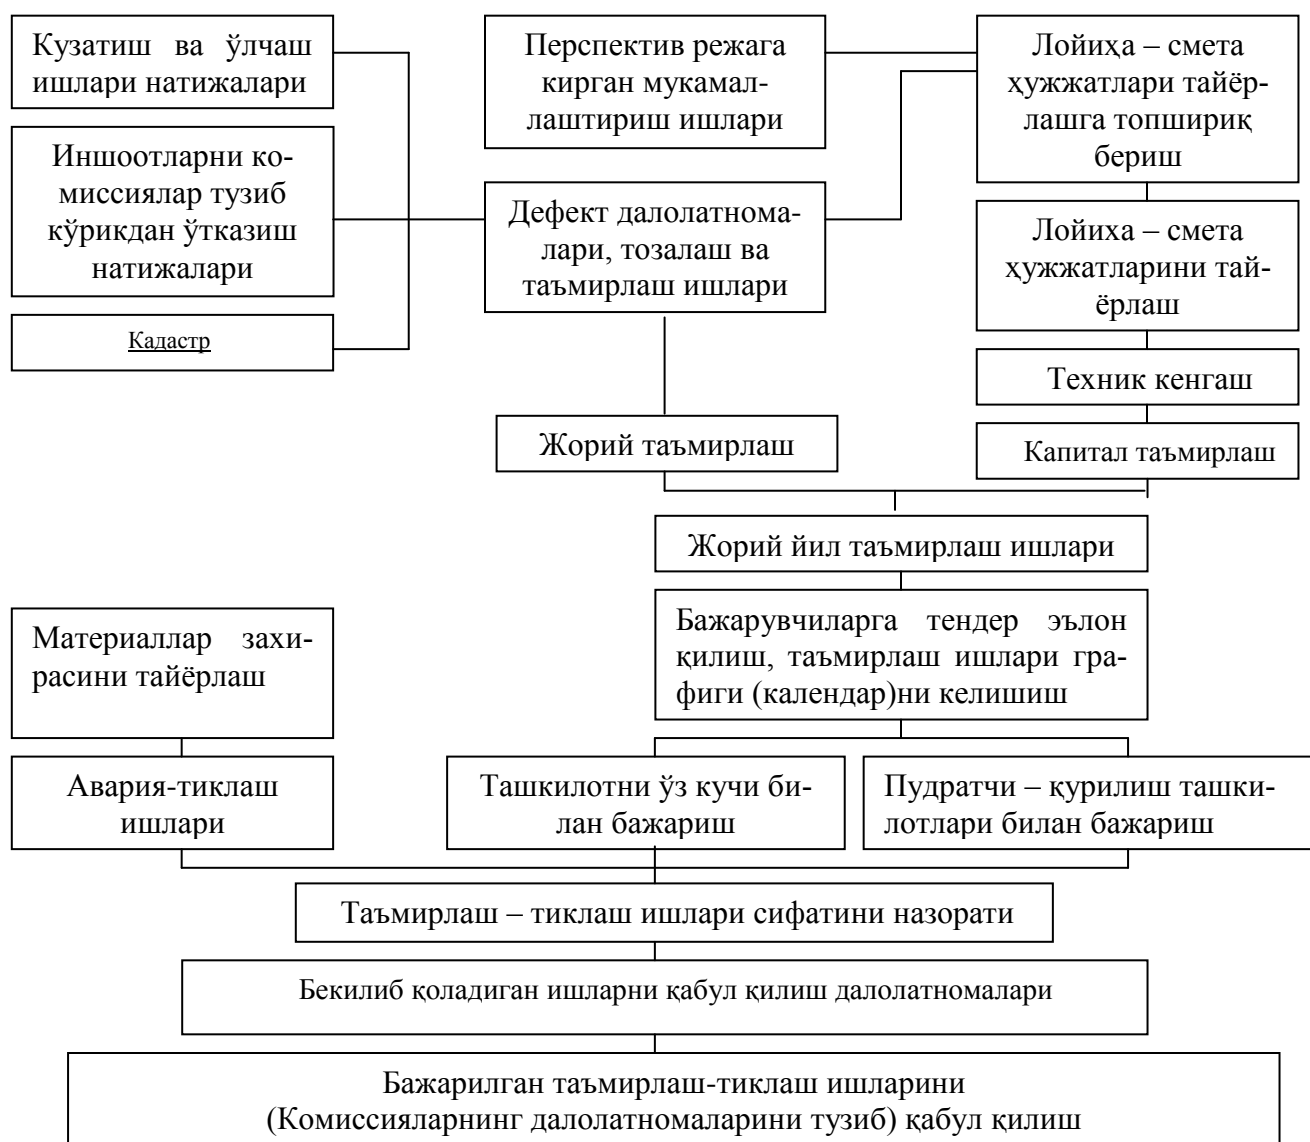 Кузатиш ва ўлчаш
ишлари натижалари
Иншоотларни ко-
миссиялар тузиб
кўрикдан ўтказиш
натижалари
Кадастр
Перспектив режага
кирган мукамал-
лаштириш ишлари
Дефект далолатнома-
лари, тозалаш ва
таъмирлаш ишлари
Лойиҳа – смета
ҳужжатлари тайёр-
лашга топшириқ
бериш
Лойиха – смета
ҳужжатларини тай-
ёрлаш
Техник кенгаш
Капитал таъмирлаш
Жорий таъмирлаш
Жорий йил таъмирлаш ишлари
Бажарувчиларга тендер эълон
қилиш, таъмирлаш ишлари гра-
фиги (календар)ни келишиш
Материаллар захи-
расини тайёрлаш
Авария-тиклаш
ишлари
Ташкилотни ўз кучи би-
лан бажариш
Пудратчи – қурилиш ташки-
лотлари билан бажариш
Таъмирлаш – тиклаш ишлари сифатини назорати
Бекилиб қоладиган ишларни қабул қилиш далолатномалари
Бажарилган таъмирлаш-тиклаш ишларини
(Комиссияларнинг далолатномаларини тузиб) қабул қилиш